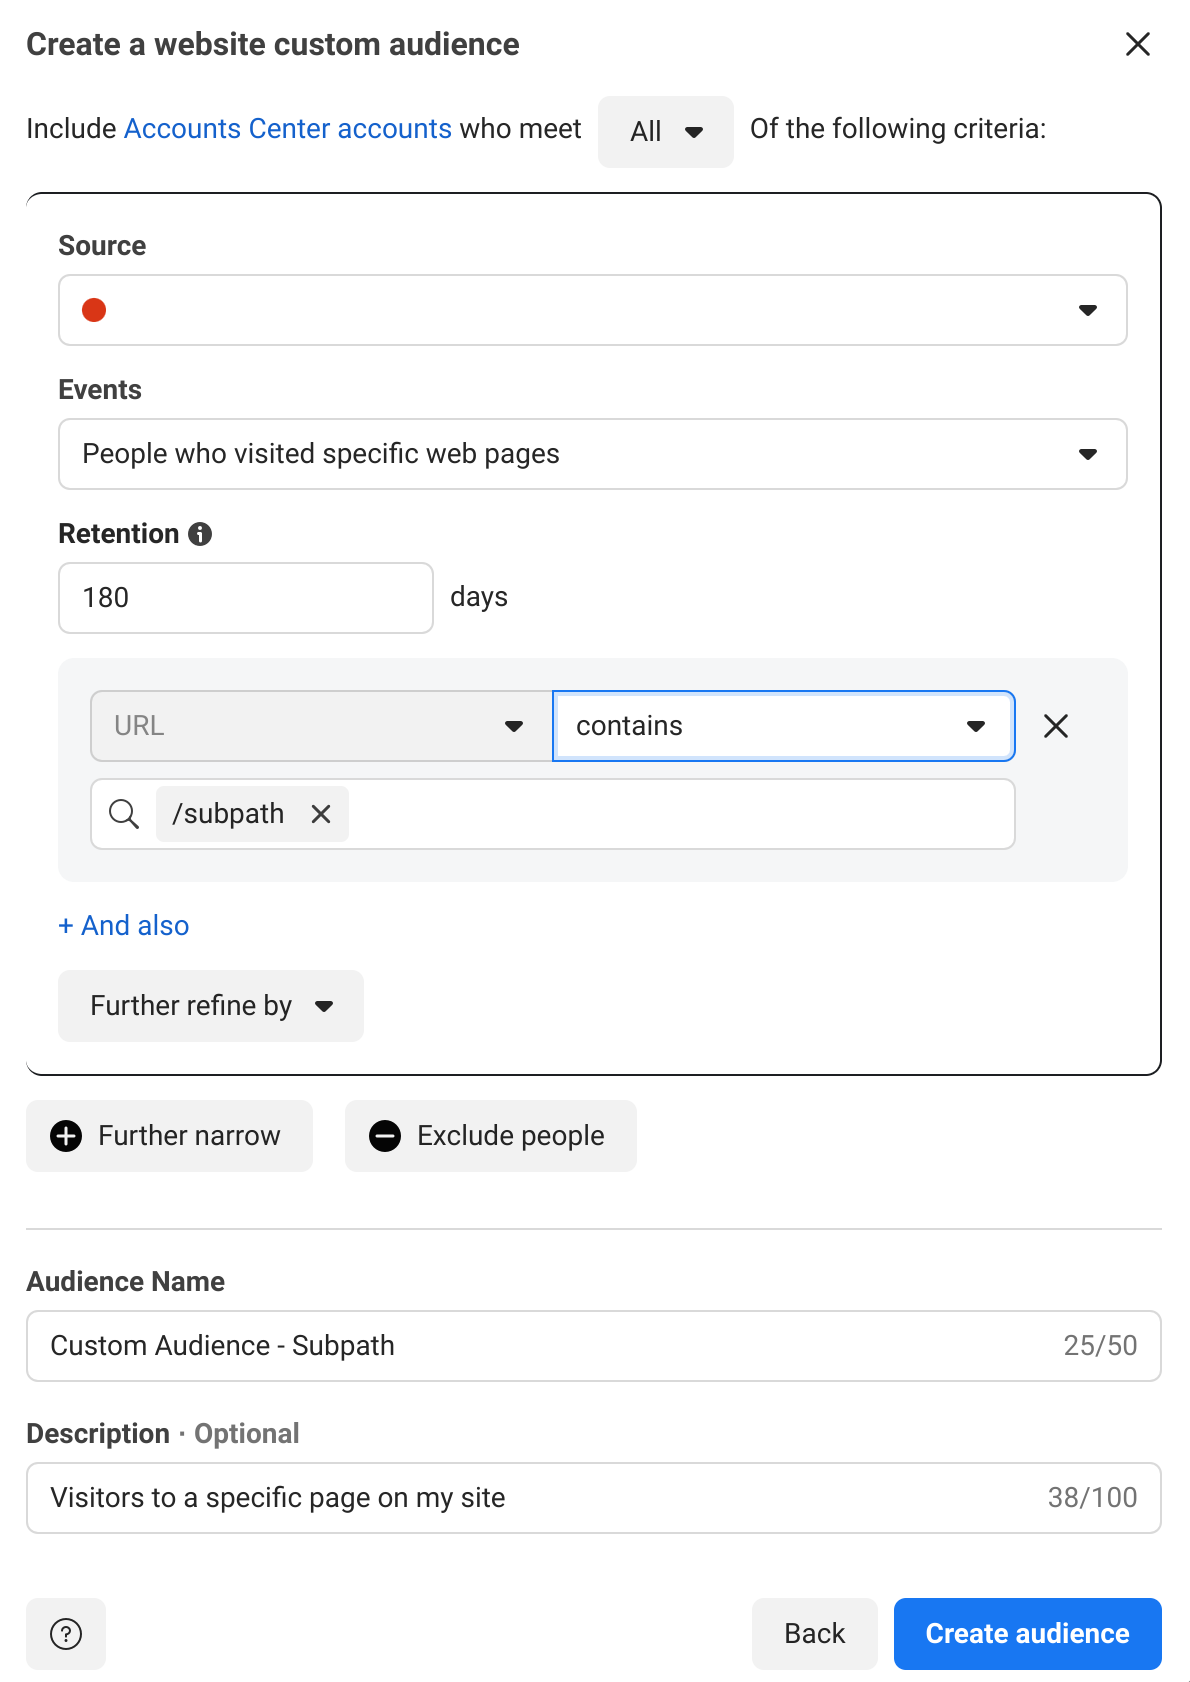 Create a website custom audience
Include Accounts Center accounts who meet All Of the following criteria:
Source
Events
People who visited specific web pages
Retention
180 days
URL contains
/subpath
+ And also
Further refine by
Further narrow Exclude people
Audience Name
Custom Audience - Subpath 25/50
Description · Optional
Visitors to a specific page on my site 38/100
? Back Create audience